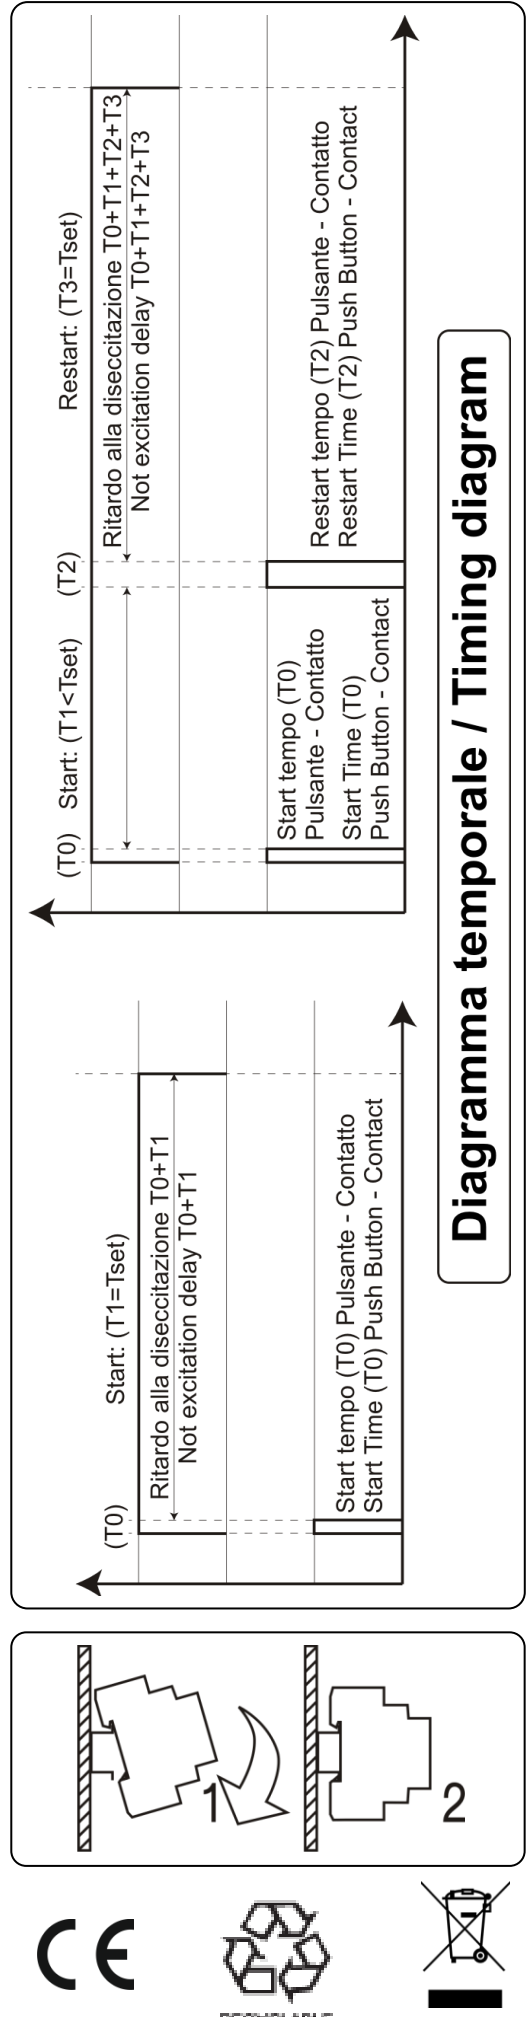 (T0)
Start: (T1=Tset)
Ritardo alla diseccitazione T0+T1
Not excitation delay T0+T1
Start tempo (T0) Pulsante - Contatto
Start Time (T0) Push Button - Contact
(T0)
Start: (T1<Tset)
(T2)
Restart: (T3=Tset)
Ritardo alla diseccitazione T0+T1+T2+T3
Not excitation delay T0+T1+T2+T3
Start tempo (T0)
Pulsante - Contatto
Start Time (T0)
Push Button - Contact
Restart tempo (T2) Pulsante - Contatto
Restart Time (T2) Push Button - Contact
Diagramma temporale / Timing diagram
1
2
CE